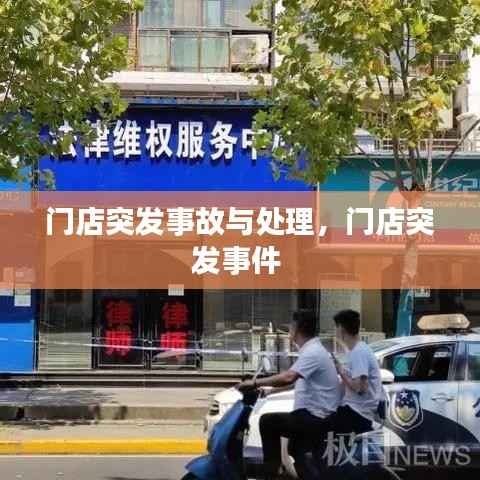 法律维权服务中心
门店突发事故与处理，门店突
发事件
律师
律师
极目NEWS